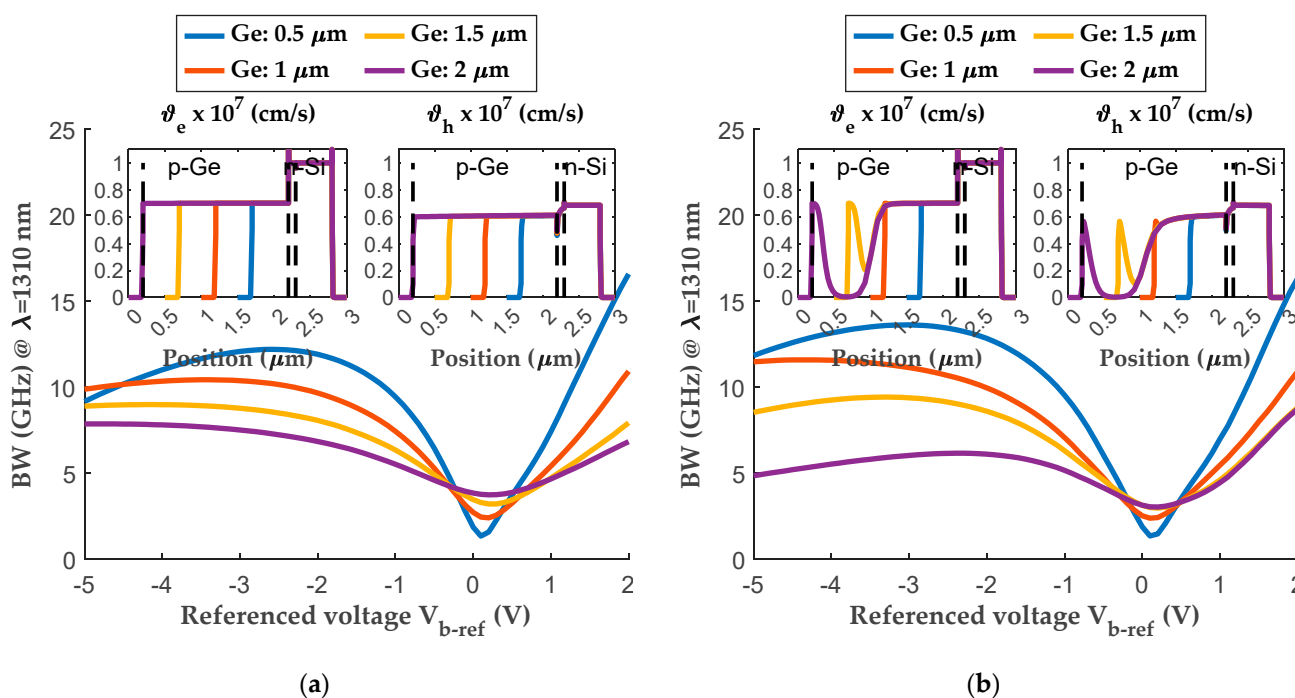 Ge: 0.5 μm Ge: 1.5 μm
Ge: 1 μm Ge: 2 μm
ϑe x 10^7 (cm/s) ϑh x 10^7 (cm/s)
p-Ge n-Si p-Ge n-Si
1 0.8 0.6 0.4 0.2 0
0 0.5 1 1.5 2 2.5 3
Position (μm)
1 0.8 0.6 0.4 0.2 0
0 0.5 1 1.5 2 2.5 3
Position (μm)
BW (GHz) @ λ=1310 nm
25
20
15
10
5
0
-5 -4 -3 -2 -1 0 1 2
Referenced voltage Vb-ref (V)
(a)
Ge: 0.5 μm Ge: 1.5 μm
Ge: 1 μm Ge: 2 μm
ϑe x 10^7 (cm/s) ϑh x 10^7 (cm/s)
p-Ge n-Si p-Ge n-Si
1 0.8 0.6 0.4 0.2 0
0 0.5 1 1.5 2 2.5 3
Position (μm)
1 0.8 0.6 0.4 0.2 0
0 0.5 1 1.5 2 2.5 3
Position (μm)
BW (GHz) @ λ=1310 nm
25
20
15
10
5
0
-5 -4 -3 -2 -1 0 1 2
Referenced voltage Vb-ref (V)
(b)